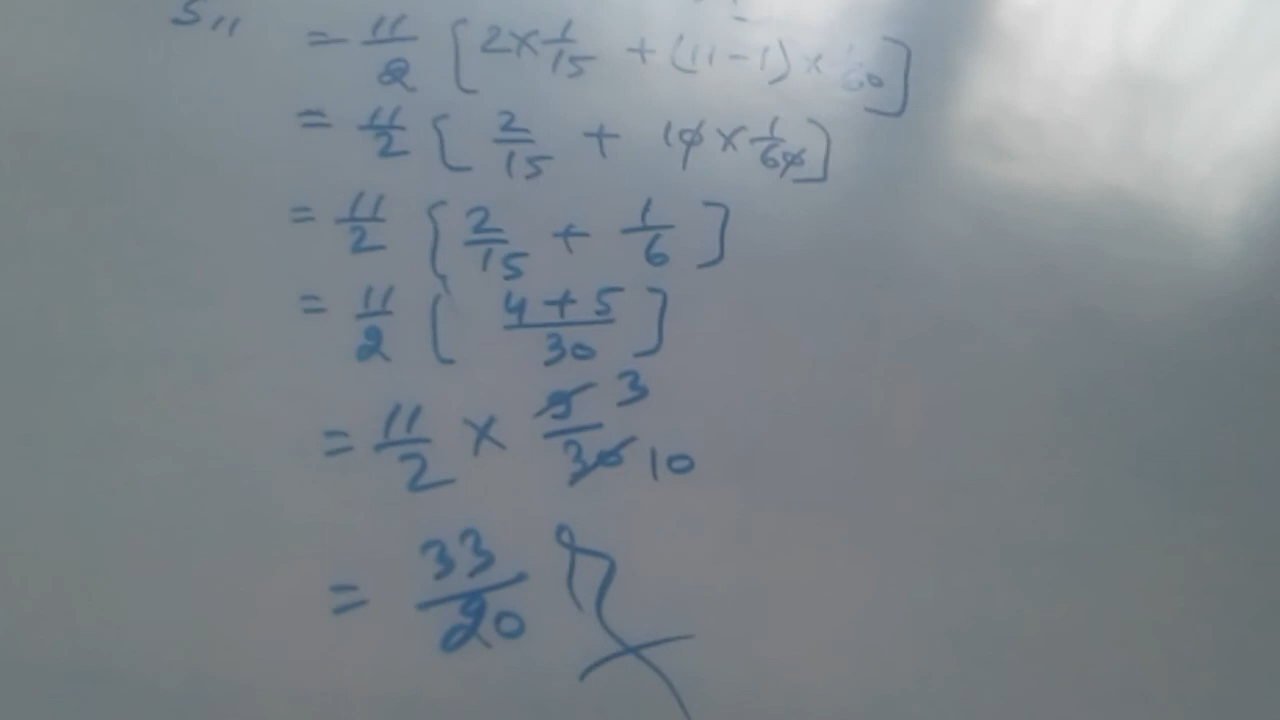 S₁₁ = 11/2 [2×1/15 + (11-1) × 60]
= 11/2 [2/15 + 10×1/60]
= 11/2 [2/15 + 1/6]
= 11/2 [4+5/30]
= 11/2 × 9/30 3 10
= 33/20